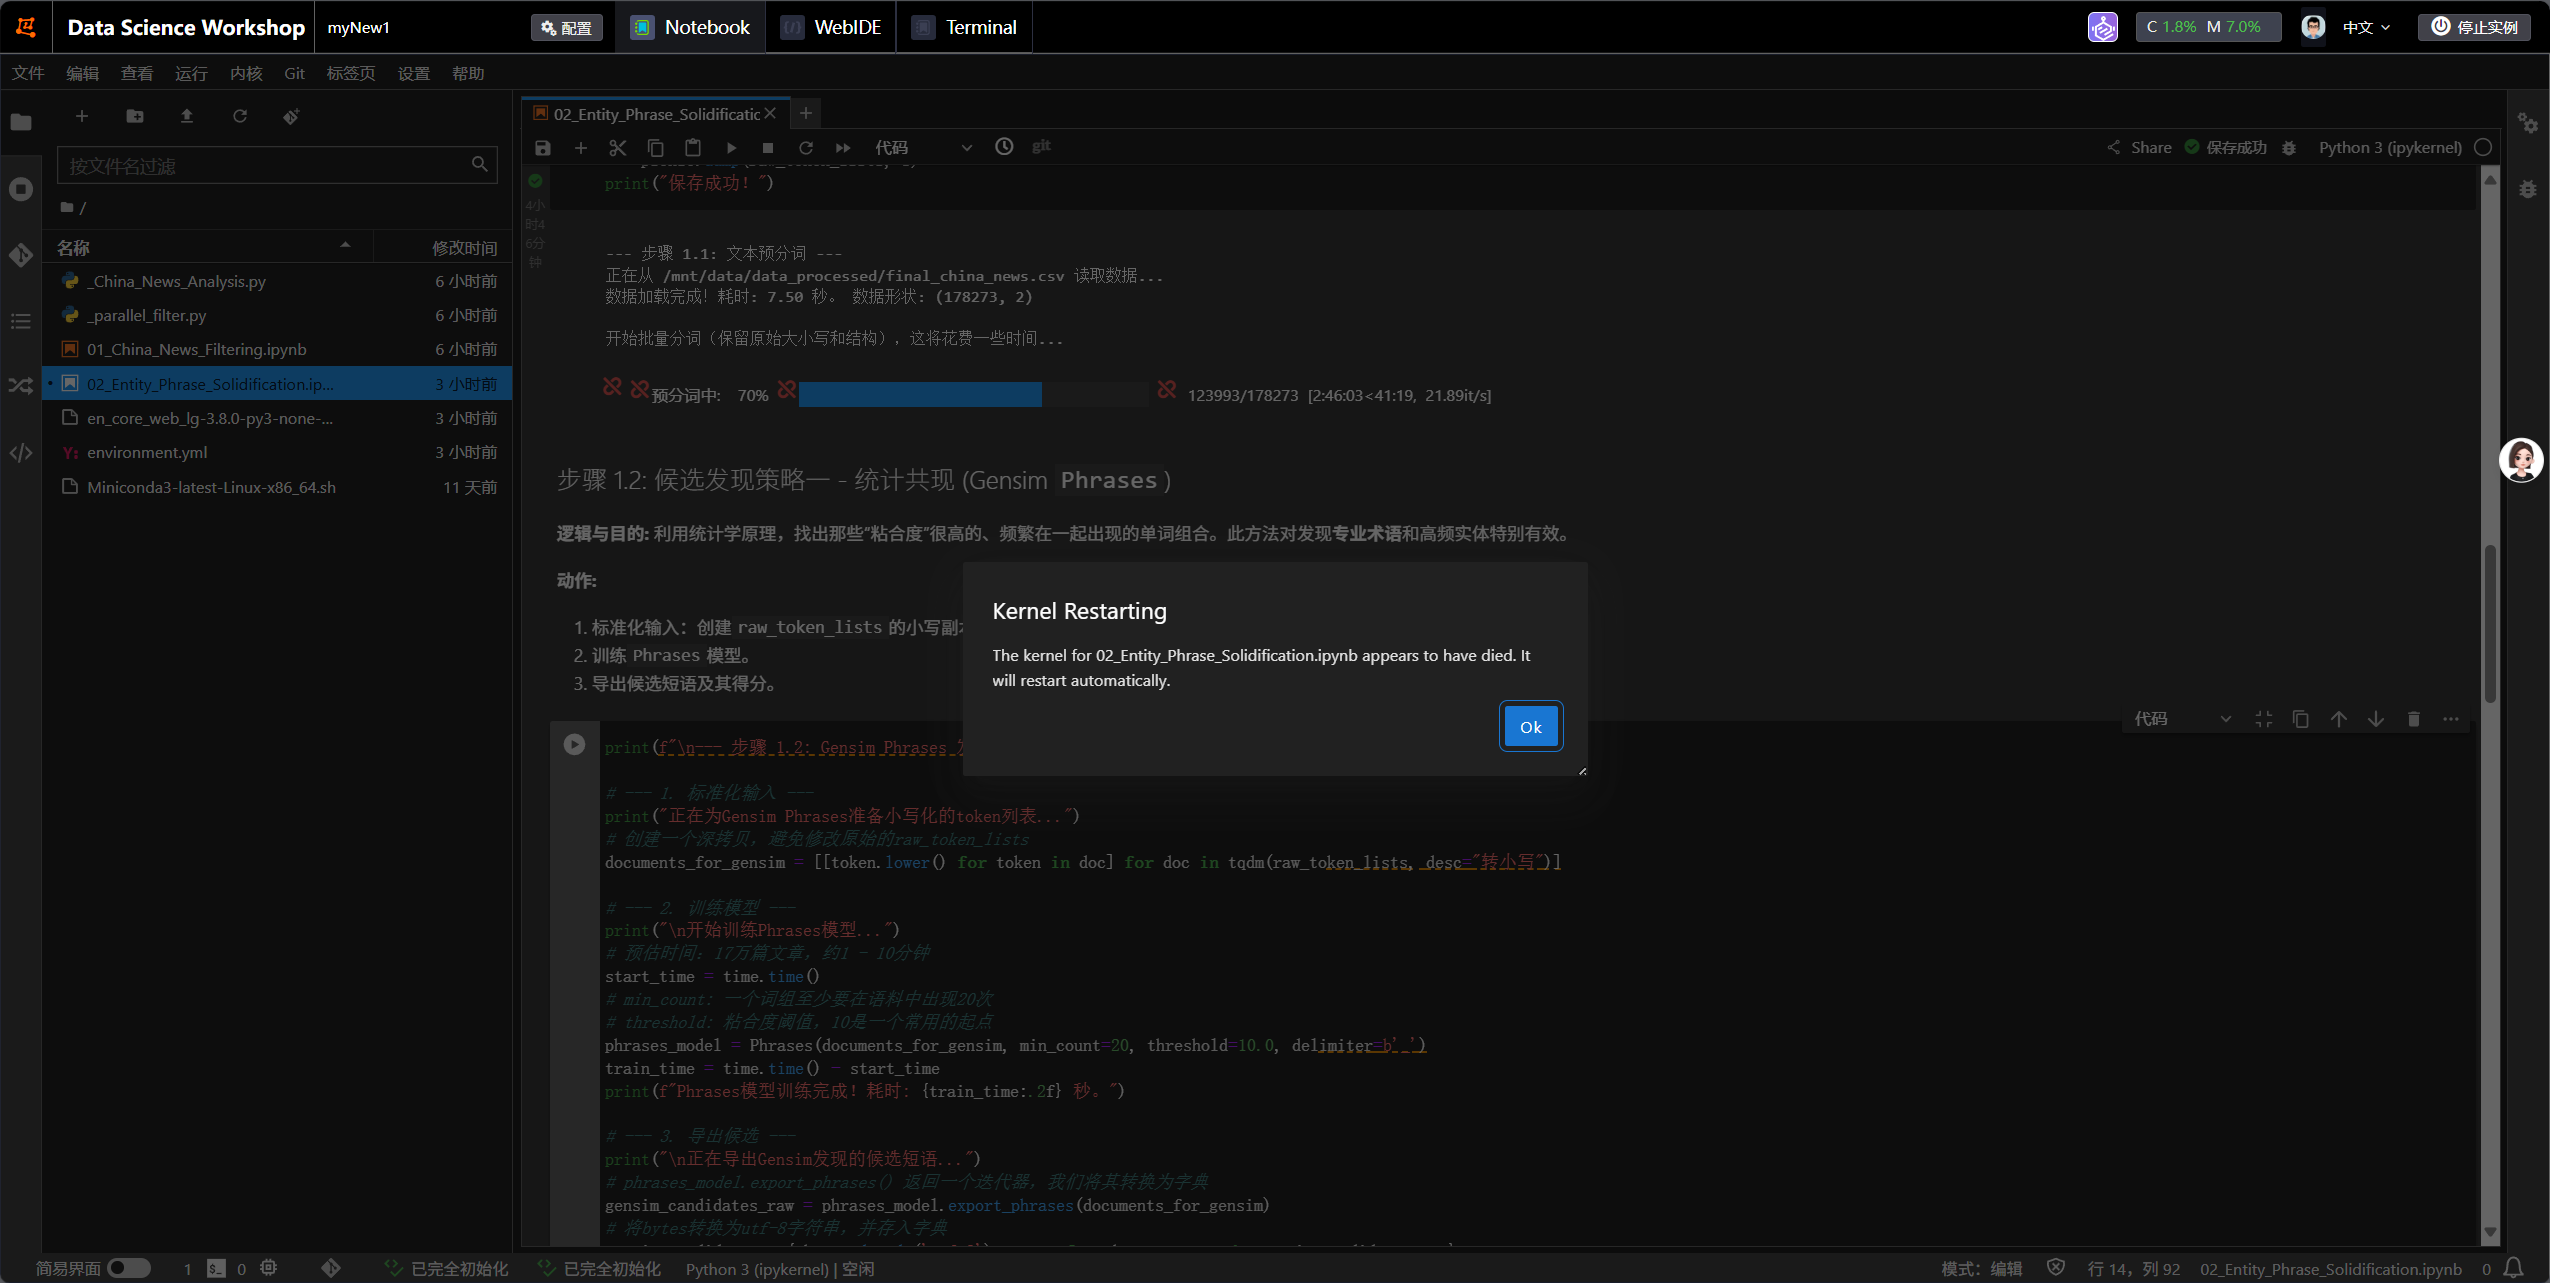 Data Science Workshop
myNew1
配置
Notebook
WebIDE
Terminal
C 1.8% M 7.0%
中文
停止实例
文件 编辑 查看 运行 内核 Git 标签页 设置 帮助
按文件名过滤
/
名称 修改时间
_China_News_Analysis.py 6 小时前
_parallel_filter.py 6 小时前
01_China_News_Filtering.ipynb 6 小时前
02_Entity_Phrase_Solidification.ip... 3 小时前
en_core_web_lg-3.8.0-py3-none-... 3 小时前
environment.yml 3 小时前
Miniconda3-latest-Linux-x86_64.sh 11 天前
02_Entity_Phrase_Solidificatic
代码
git
Share 保存成功 Python 3 (ipykernel)
print("保存成功！")
4小
时4
6分
钟
--- 步骤 1.1: 文本预分词 ---
正在从 /mnt/data/data_processed/final_china_news.csv 读取数据...
数据加载完成！耗时: 7.50 秒。 数据形状: (178273, 2)
开始批量分词（保留原始大小写和结构），这将花费一些时间...
预分词中: 70% 123993/178273 [2:46:03<41:19, 21.89it/s]
步骤 1.2: 候选发现策略一 - 统计共现 (Gensim Phrases)
逻辑与目的: 利用统计学原理，找出那些“粘合度”很高的、频繁在一起出现的单词组合。此方法对发现专业术语和高频实体特别有效。
动作:
1. 标准化输入：创建 raw_token_lists 的小写副
2. 训练 Phrases 模型。
3. 导出候选短语及其得分。
Kernel Restarting
The kernel for 02_Entity_Phrase_Solidification.ipynb appears to have died. It
will restart automatically.
Ok
代码
print(f"\n--- 步骤 1.2: Gensim Phrases
# --- 1. 标准化输入 ---
print("正在为Gensim Phrases准备小写化的token列表...")
# 创建一个深拷贝，避免修改原始的raw_token_lists
documents_for_gensim = [[token.lower() for token in doc] for doc in tqdm(raw_token_lists, desc="转小写")]
# --- 2. 训练模型 ---
print("\n开始训练Phrases模型...")
# 预估时间: 17万篇文章，约1 - 10分钟
start_time = time.time()
# min_count: 一个词组至少要在语料中出现20次
# threshold: 粘合度阈值，10是一个常用的起点
phrases_model = Phrases(documents_for_gensim, min_count=20, threshold=10.0, delimiter=b'_')
train_time = time.time() - start_time
print(f"Phrases模型训练完成！耗时: {train_time:.2f} 秒。")
# --- 3. 导出候选 ---
print("\n正在导出Gensim发现的候选短语...")
# phrases_model.export_phrases() 返回一个迭代器，我们将其转换为字典
gensim_candidates_raw = phrases_model.export_phrases(documents_for_gensim)
# 将bytes转换为utf-8字符串，并存入字典
简易界面 1 0 已完全初始化 已完全初始化 Python 3 (ipykernel) | 空闲
模式: 编辑 行 14，列 92 02_Entity_Phrase_Solidification.ipynb 0